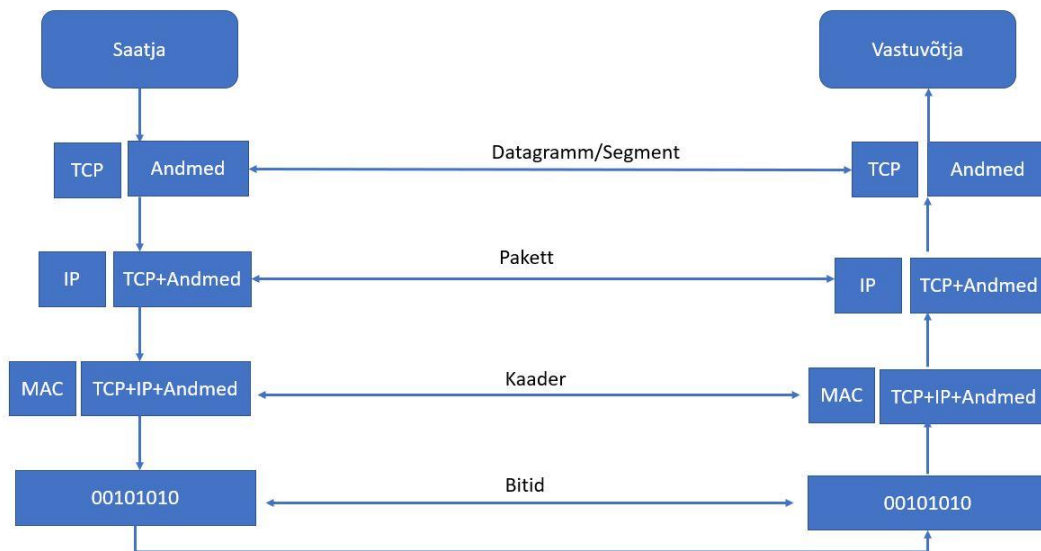 Saatja
Vastuvõtja
Datagramm/Segment
TCP
Andmed
TCP
Andmed
Pakett
IP
TCP+Andmed
IP
TCP+Andmed
Kaader
MAC
TCP+IP+Andmed
MAC
TCP+IP+Andmed
Bitid
00101010
00101010